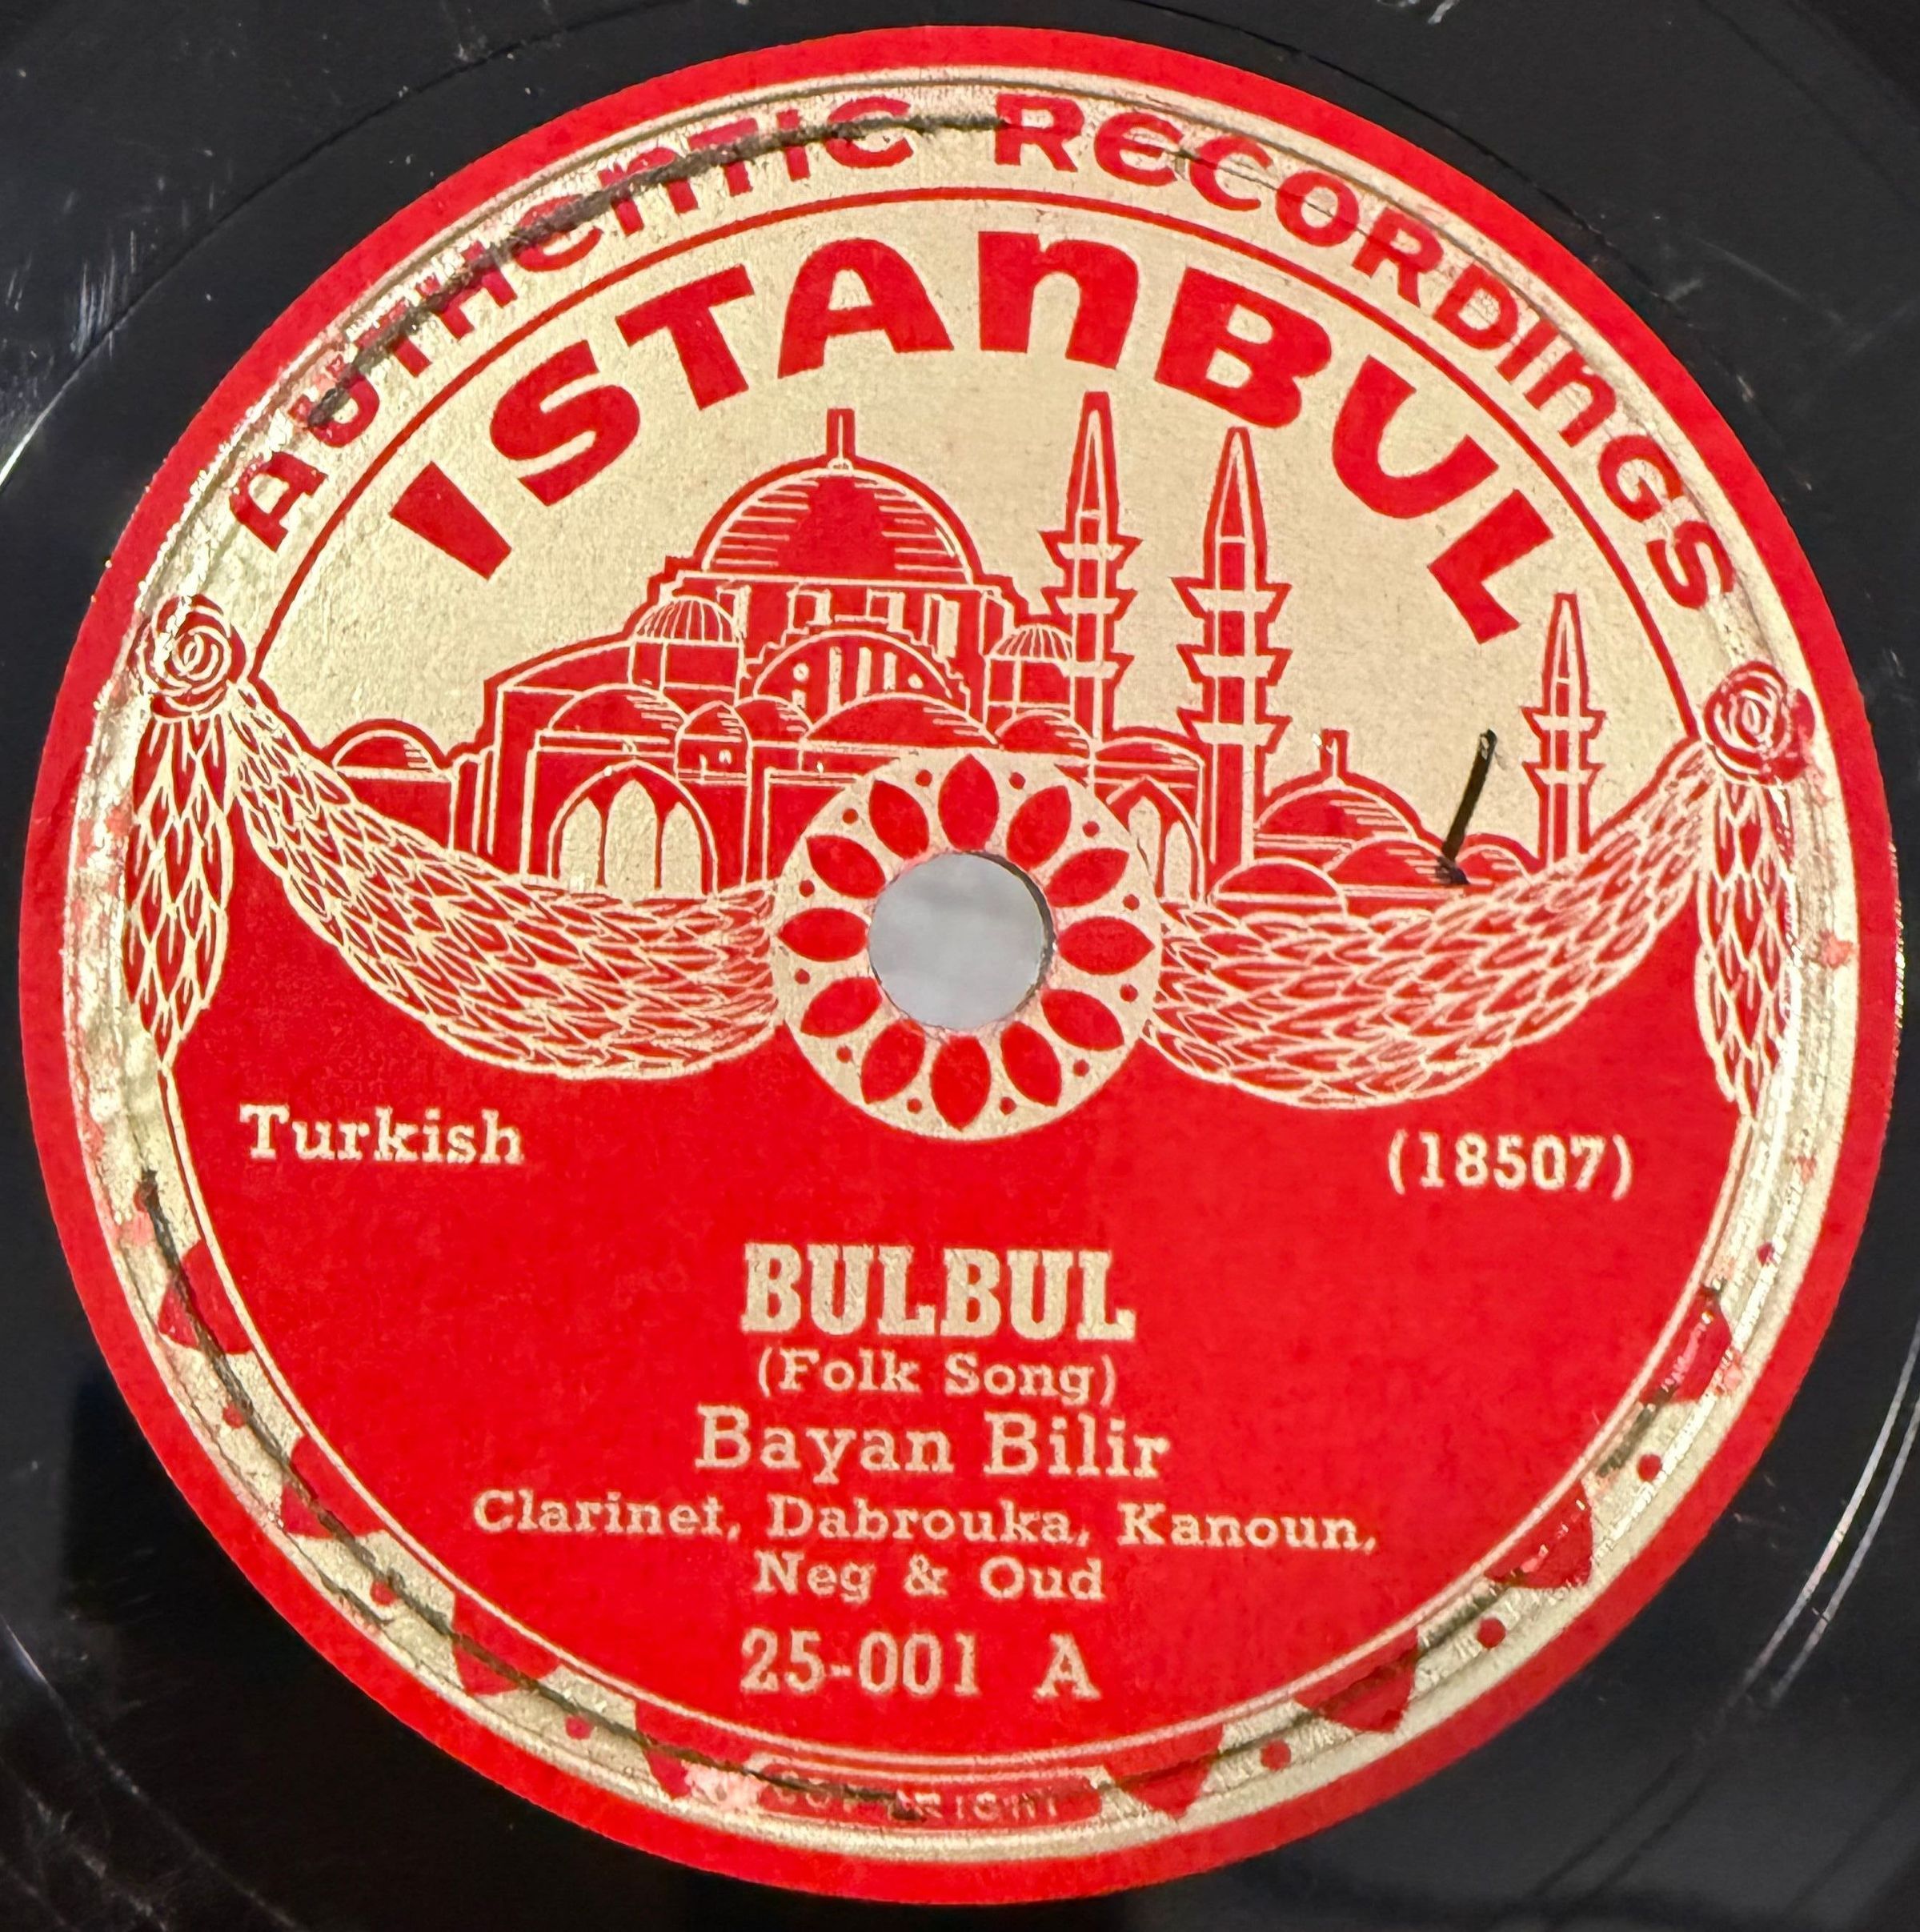 AUTHENTIC RECORDINGS
ISTANBUL
Turkish
(18507)
BULBUL
(Folk Song)
Bayan Bilir
Clarinet, Dabrouka, Kanoun,
Neg & Oud
25-001 A